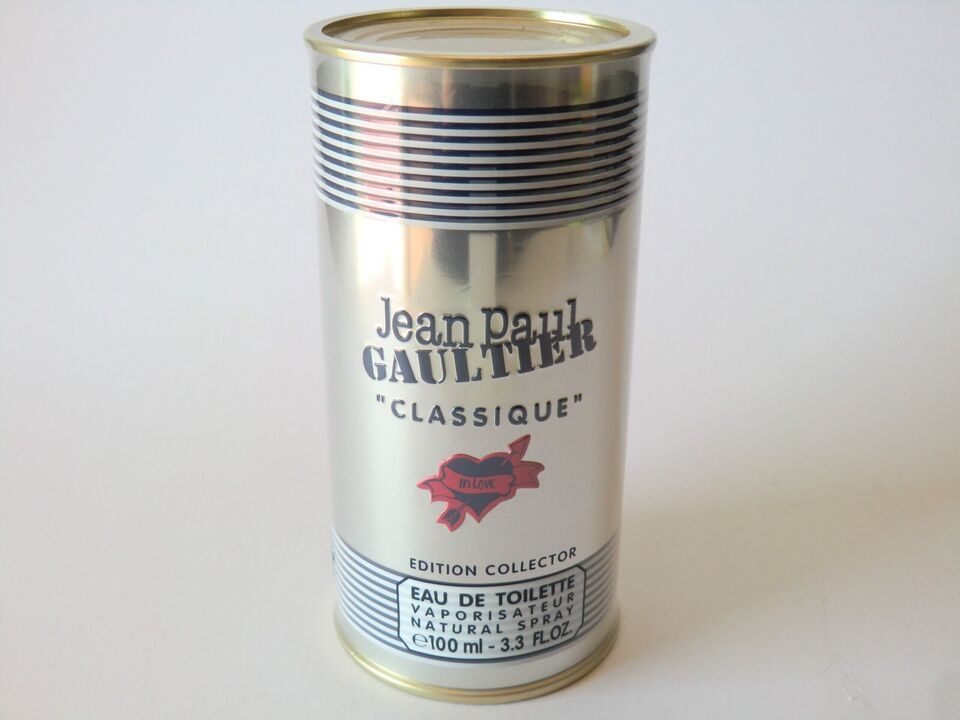 Jean Paul
GAULTIER
"CLASSIQUE"
IN LOVE
EDITION COLLECTOR
EAU DE TOILETTE
VAPORISATEUR
NATURAL SPRAY
℮100 ml - 3.3 FL.OZ.